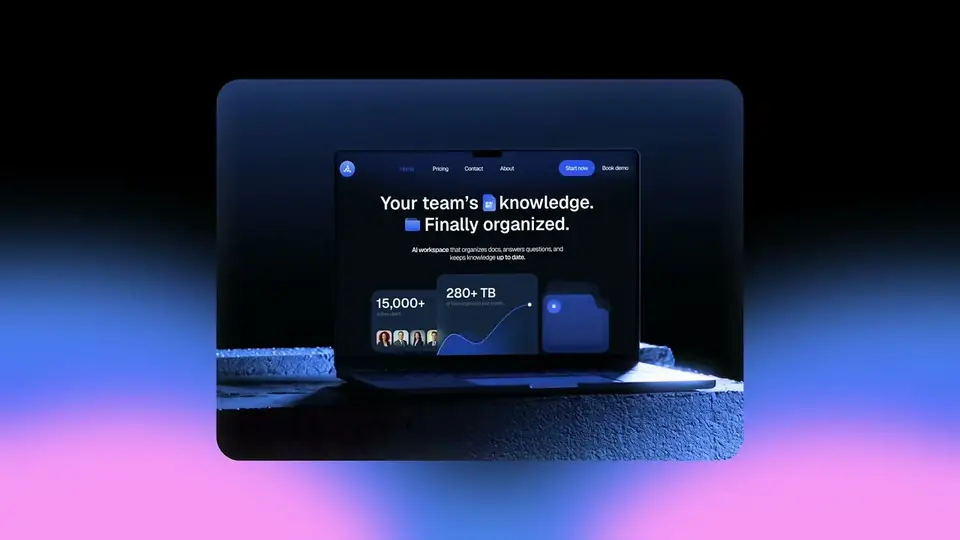 Home
Pricing
Contact
About
Start now
Book demo
Your team's knowledge.
Finally organized.
AI workspace that organizes docs, answers questions, and
keeps knowledge up to date.
15,000+
280+ TB